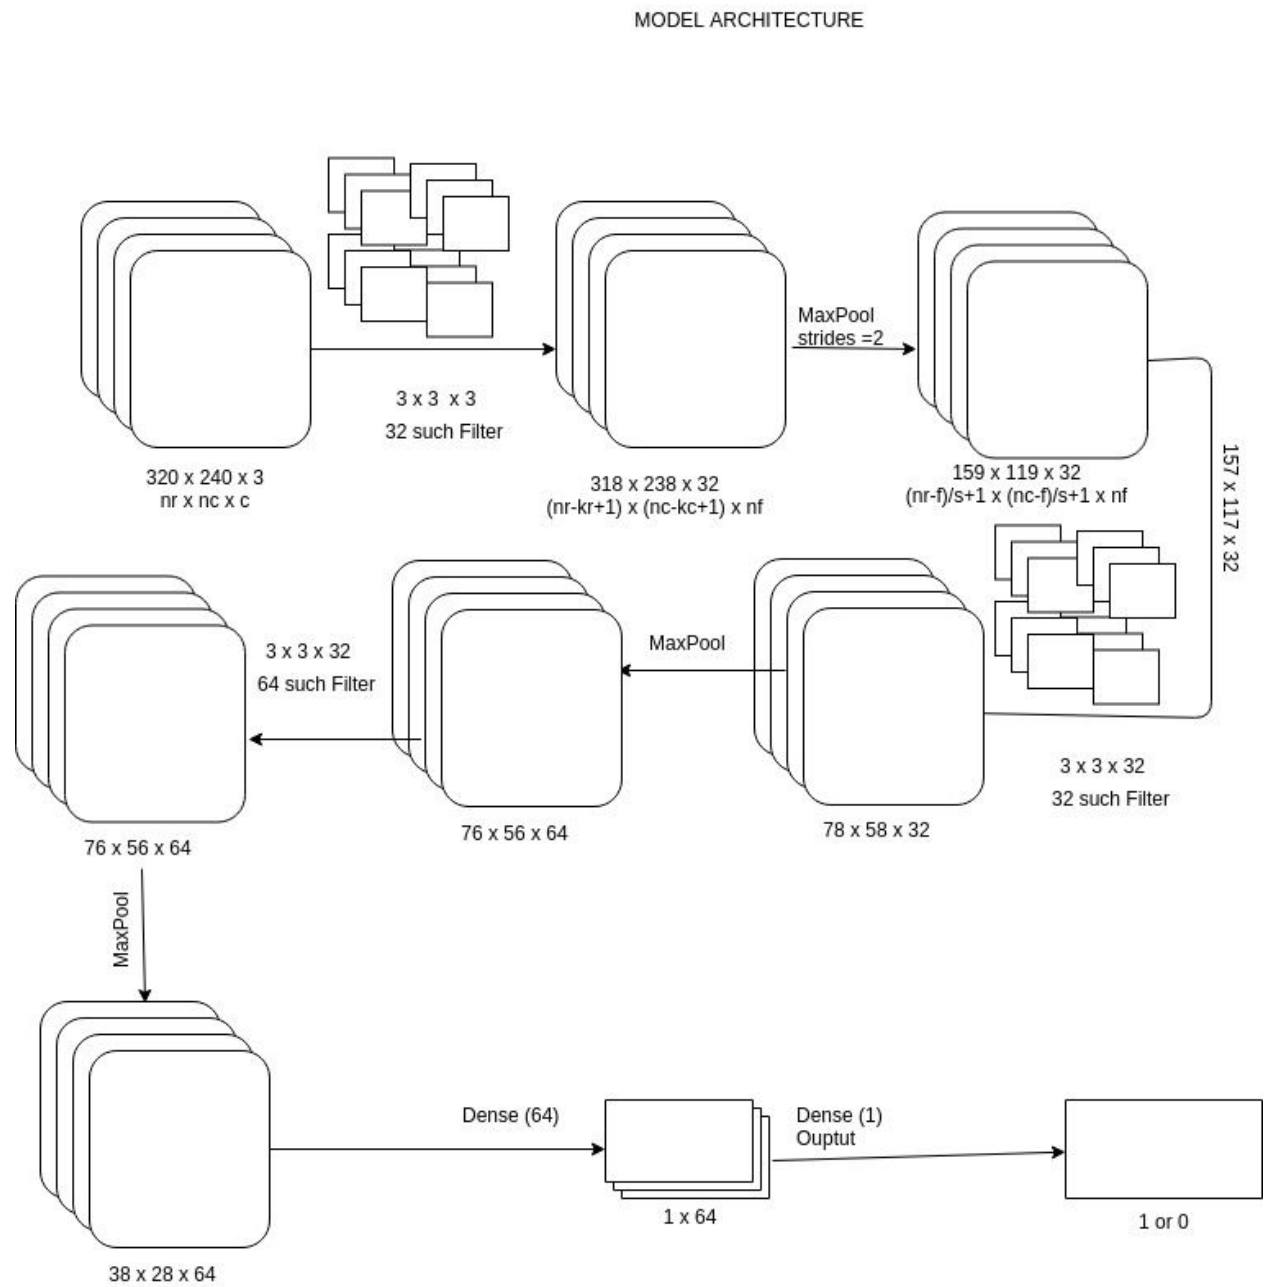 MODEL ARCHITECTURE
3 x 3  x 3
32 such Filter
320 x 240 x 3
nr x nc x c
318 x 238 x 32
(nr-kr+1) x (nc-kc+1) x nf
MaxPool
strides =2
159 x 119 x 32
(nr-f)/s+1 x (nc-f)/s+1 x nf
157 x 117 x 32
3 x 3 x 32
32 such Filter
78 x 58 x 32
MaxPool
76 x 56 x 64
3 x 3 x 32
64 such Filter
76 x 56 x 64
MaxPool
38 x 28 x 64
Dense (64)
1 x 64
Dense (1)
Ouptut
1 or 0